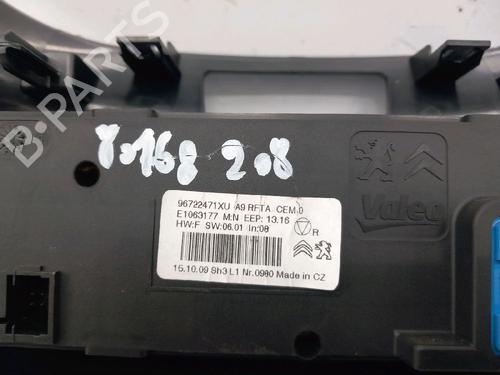 B-PARTS
Y.168 2.8
96722471XU A9 RFTA CEM 0
E1063177 M:N EEP: 13.16
HW:F SW:06.01 In:08
R
15.10.09 Sh3 L1 Nr.0980 Made in CZ
Valeo